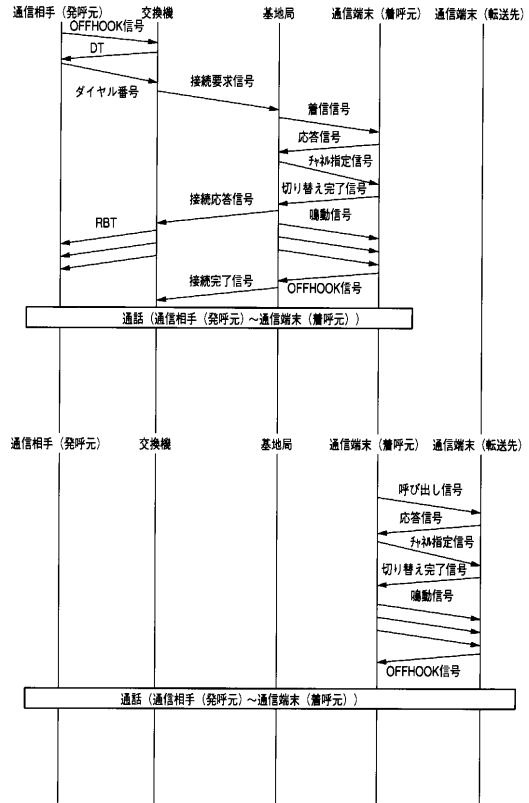 通信相手（発呼元）
交換機
基地局
通信端末（着呼元）
通信端末（転送先）
OFFHOOK信号
DT
ダイヤル番号
接続要求信号
着信信号
応答信号
ﾁｬﾈﾙ指定信号
切り替え完了信号
接続応答信号
RBT
鳴動信号
接続完了信号
OFFHOOK信号
通話（通信相手（発呼元）～通信端末（着呼元））
通信相手（発呼元）
交換機
基地局
通信端末（着呼元）
通信端末（転送先）
呼び出し信号
応答信号
ﾁｬﾈﾙ指定信号
切り替え完了信号
鳴動信号
OFFHOOK信号
通話（通信相手（発呼元）～通信端末（着呼元））